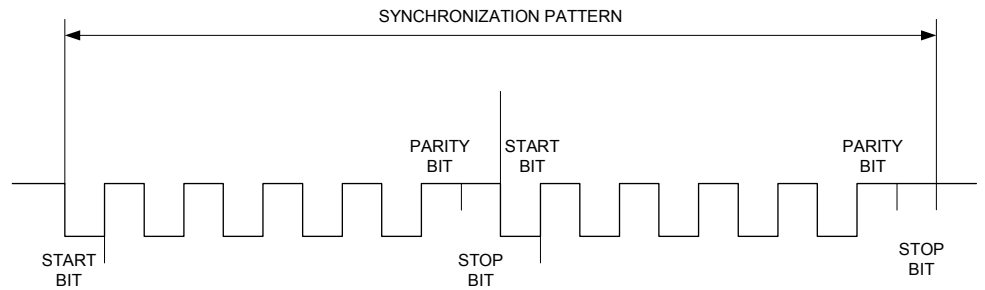 SYNCHRONIZATION PATTERN
PARITY
BIT
START
BIT
PARITY
BIT
START
BIT
STOP
BIT
STOP
BIT